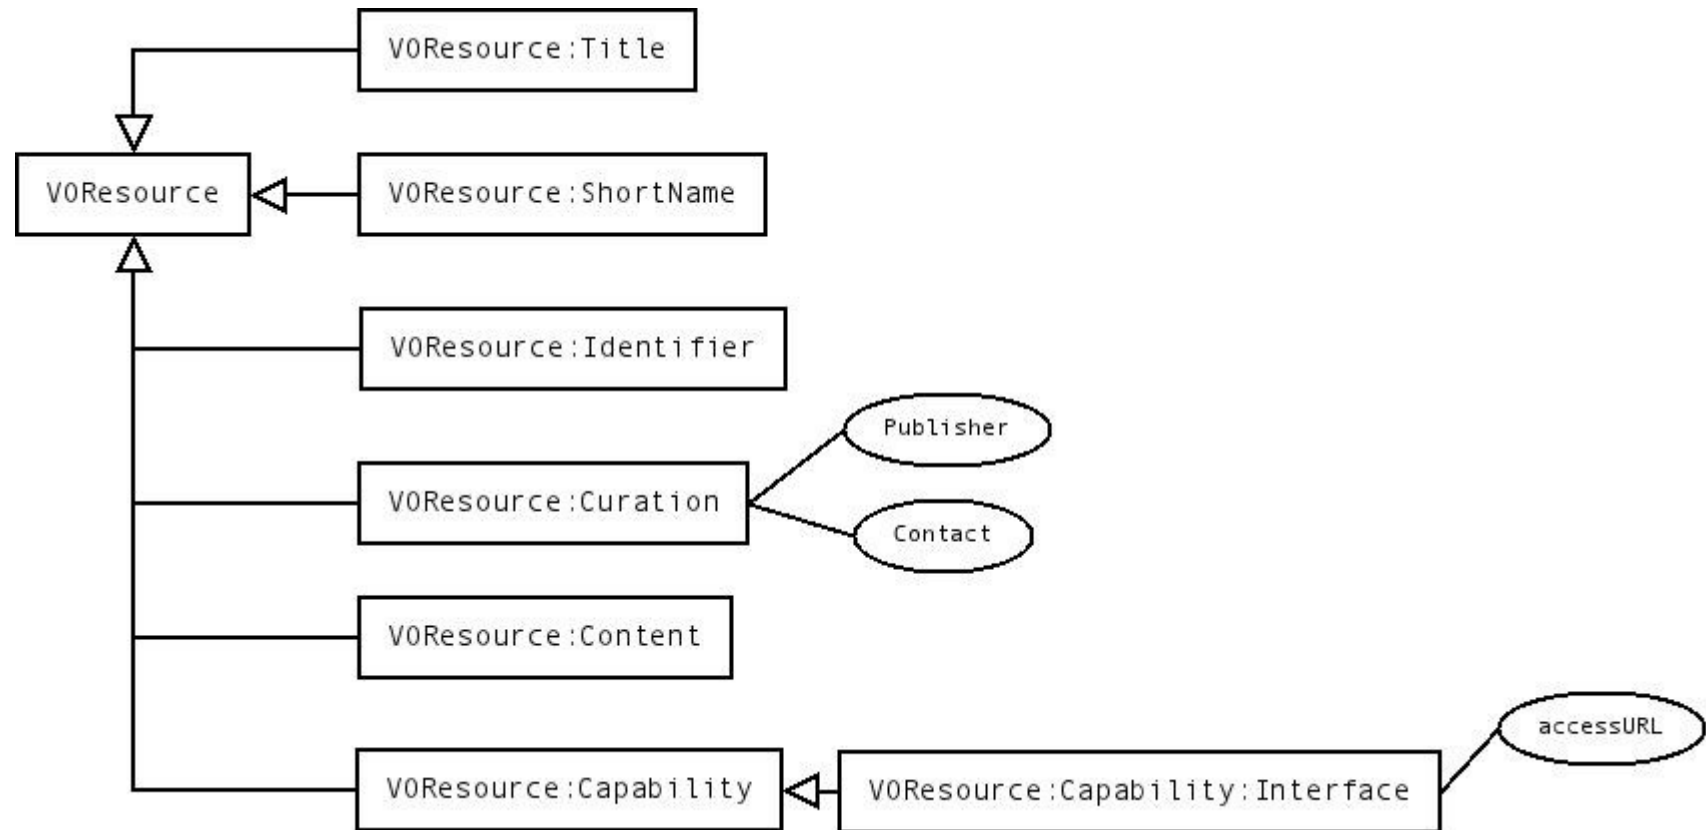 VOResource:Title
VOResource
VOResource:ShortName
VOResource:Identifier
Publisher
VOResource:Curation
Contact
VOResource:Content
accessURL
VOResource:Capability
VOResource:Capability:Interface